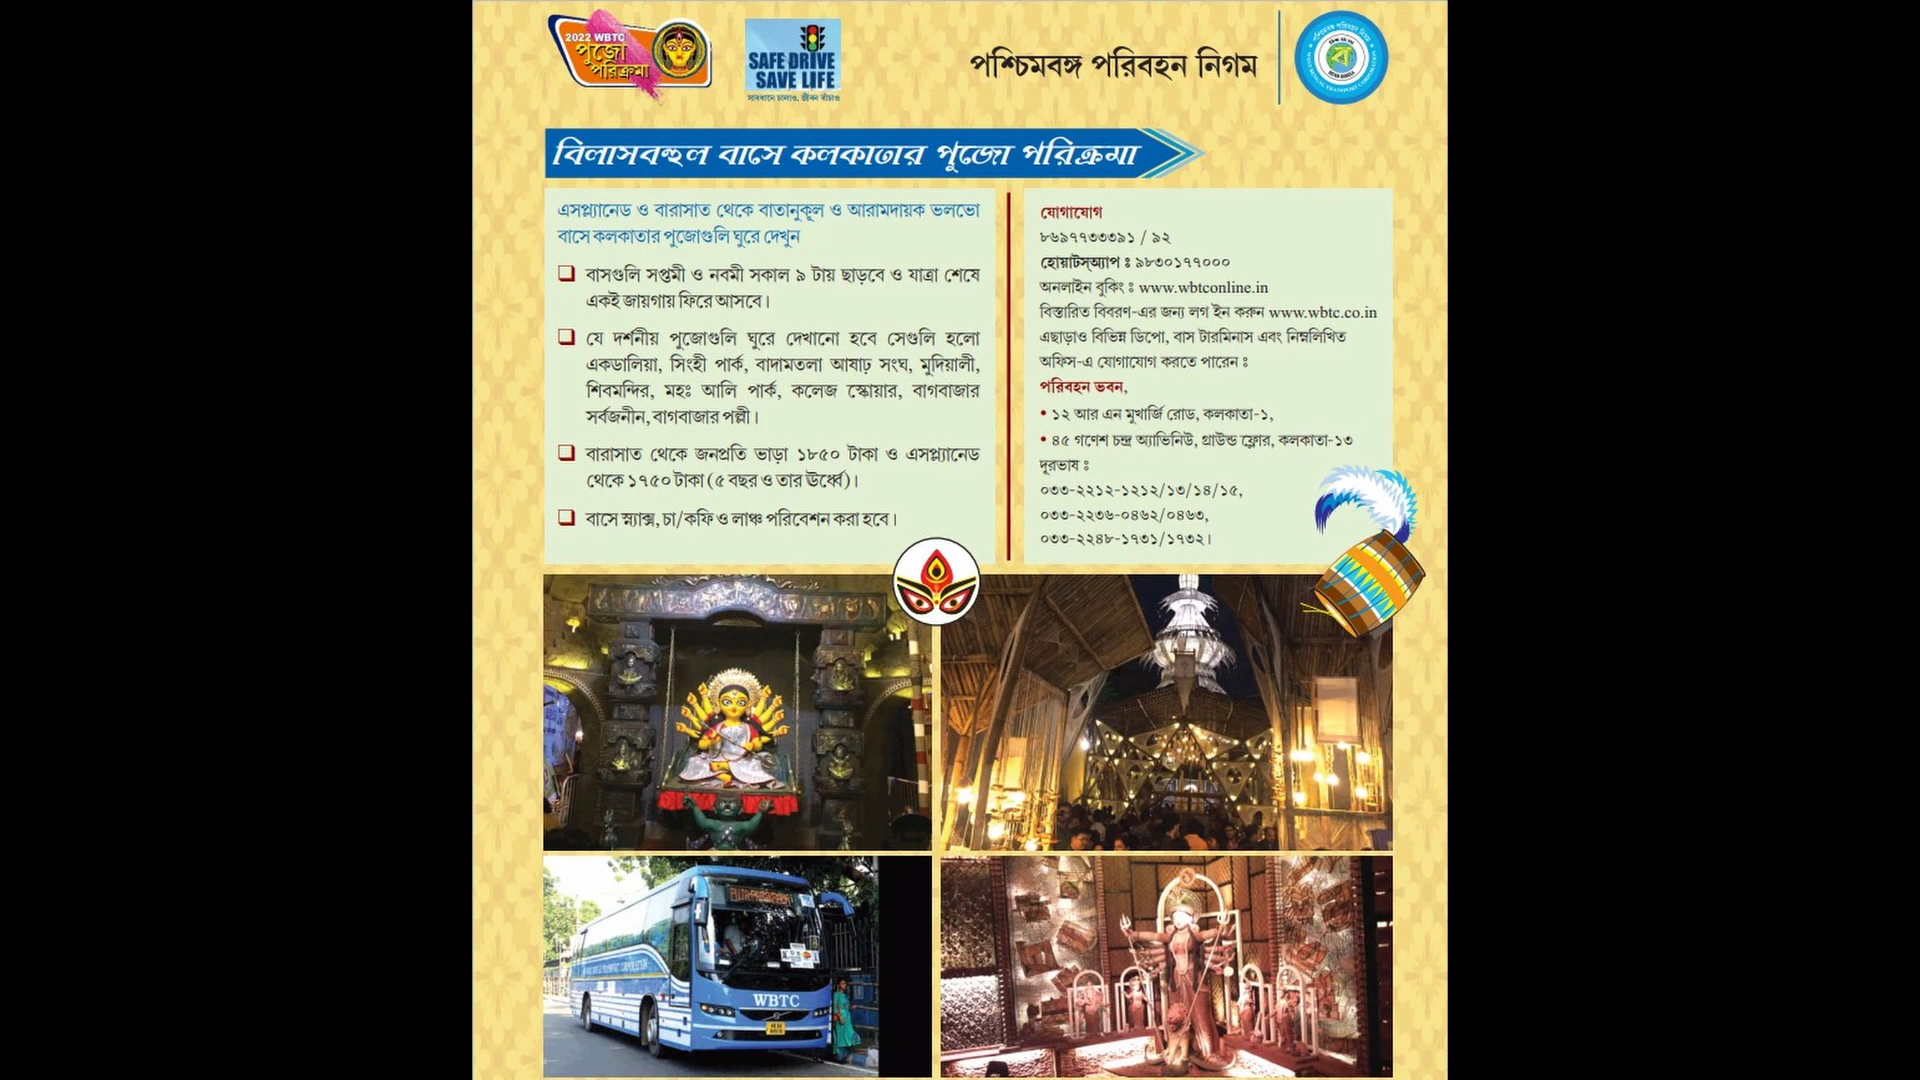 2022 WBTC
পুজো
পরিক্রমা
SAFE DRIVE
SAVE LIFE
সাবধানে চালাও, জীবন বাঁচাও
পশ্চিমবঙ্গ পরিবহন নিগম
বিলাসবহুল বাসে কলকাতার পুজো পরিক্রমা
এসপ্ল্যানেড ও বারাসাত থেকে বাতানুকূল ও আরামদায়ক ভলভো
বাসে কলকাতার পুজোগুলি ঘুরে দেখুন
বাসগুলি সপ্তমী ও নবমী সকাল ৯ টায় ছাড়বে ও যাত্রা শেষে
একই জায়গায় ফিরে আসবে।
যে দর্শনীয় পুজোগুলি ঘুরে দেখানো হবে সেগুলি হলো
একডালিয়া, সিংহী পার্ক, বাদামতলা আষাঢ় সংঘ, মুদিয়ালী,
শিবমন্দির, মহঃ আলি পার্ক, কলেজ স্কোয়ার, বাগবাজার
সর্বজনীন, বাগবাজার পল্লী।
বারাসাত থেকে জনপ্রতি ভাড়া ১৮৫০ টাকা ও এসপ্ল্যানেড
থেকে ১৭৫০ টাকা (৫ বছর ও তার ঊর্ধ্বে)।
বাসে স্ন্যাক্স, চা/কফি ও লাঞ্চ পরিবেশন করা হবে।
যোগাযোগ
৮৬৯৭৭৩৩৩৯১ / ৯২
হোয়াটস্অ্যাপ ঃ ৯৮৩০১৭৭০০০
অনলাইন বুকিং ঃ www.wbtconline.in
বিস্তারিত বিবরণ-এর জন্য লগ ইন করুন www.wbtc.co.in
এছাড়াও বিভিন্ন ডিপো, বাস টারমিনাস এবং নিম্নলিখিত
অফিস-এ যোগাযোগ করতে পারেন ঃ
পরিবহন ভবন,
• ১২ আর এন মুখার্জি রোড, কলকাতা-১,
• ৪৫ গণেশ চন্দ্র অ্যাভিনিউ, গ্রাউন্ড ফ্লোর, কলকাতা-১৩
দূরভাষ ঃ
০৩৩-২২১২-১২১২/১৩/১৪/১৫,
০৩৩-২২৩৬-০৪৬২/০৪৬৩,
০৩৩-২২৪৮-১৭৩১/১৭৩২।
WBTC